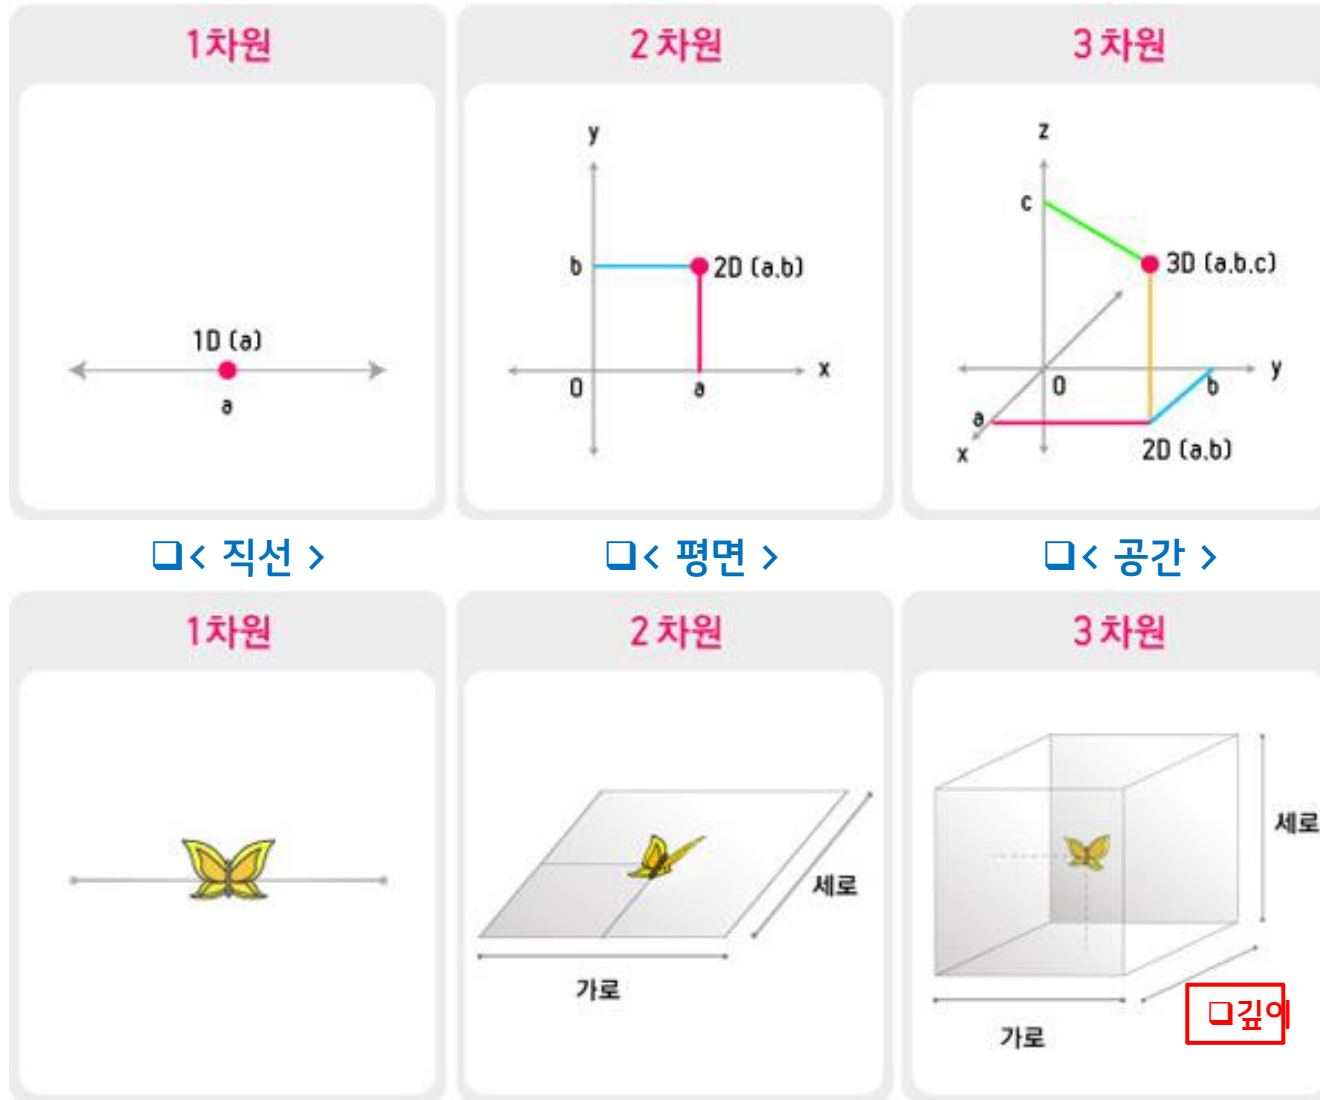 1차원
2 차원
3 차원
1D (a)
a
y
b
2D (a.b)
0
a
x
z
c
3D (a.b.c)
0
y
b
a
x
2D (a.b)
❑< 직선 >
❑< 평면 >
❑< 공간 >
1차원
2 차원
3 차원
세로
가로
세로
❑깊이
가로